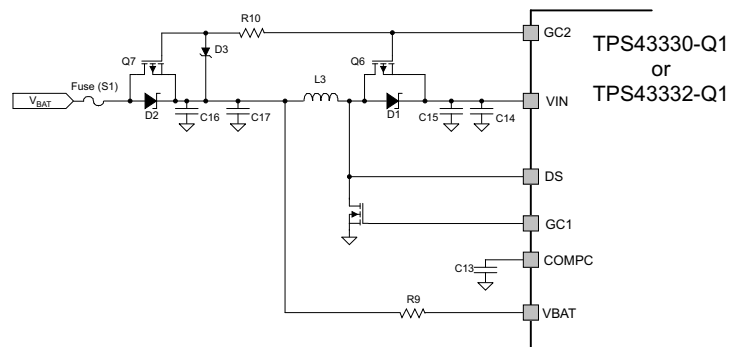 R10
GC2
TPS43330-Q1
or
TPS43332-Q1
D3
Q7
Q6
Fuse (S1)
L3
VBAT
VIN
D2
C16
C17
D1
C15
C14
DS
GC1
COMPC
C13
R9
VBAT